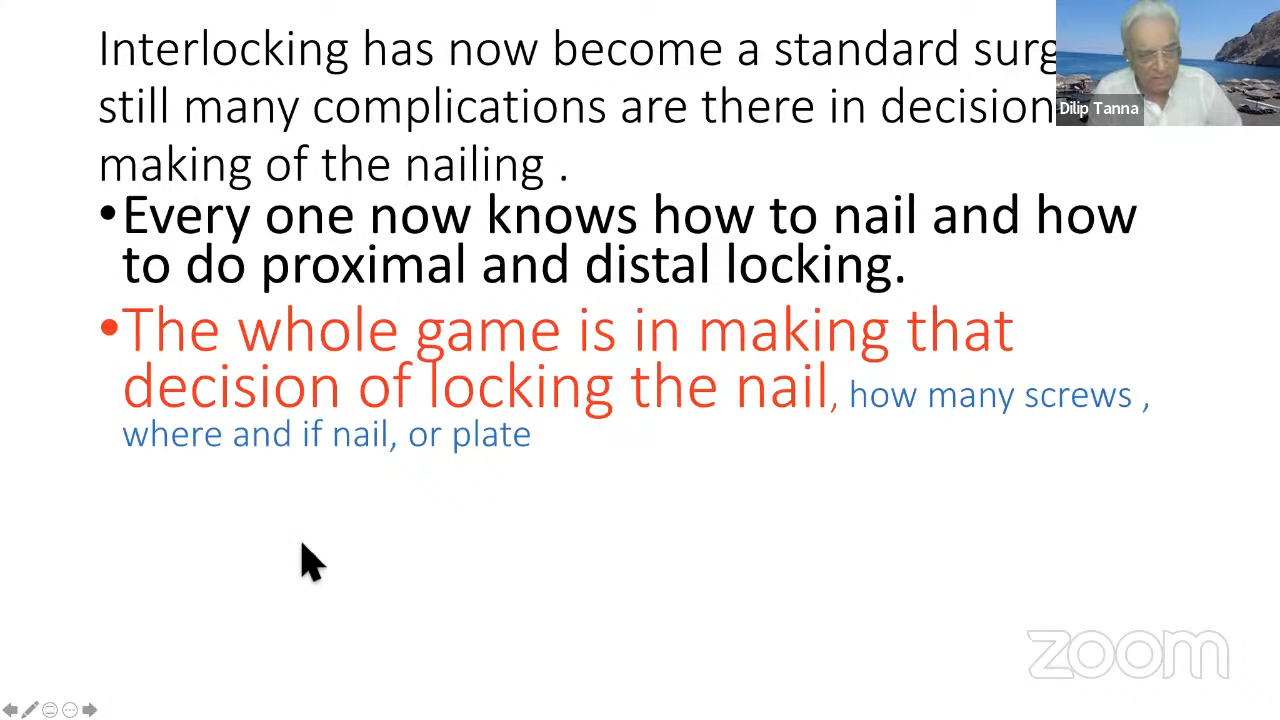 Interlocking has now become a standard surg
still many complications are there in decision
making of the nailing .
•Every one now knows how to nail and how
to do proximal and distal locking.
•The whole game is in making that
decision of locking the nail, how many screws ,
where and if nail, or plate
Dilip Tanna
zoom